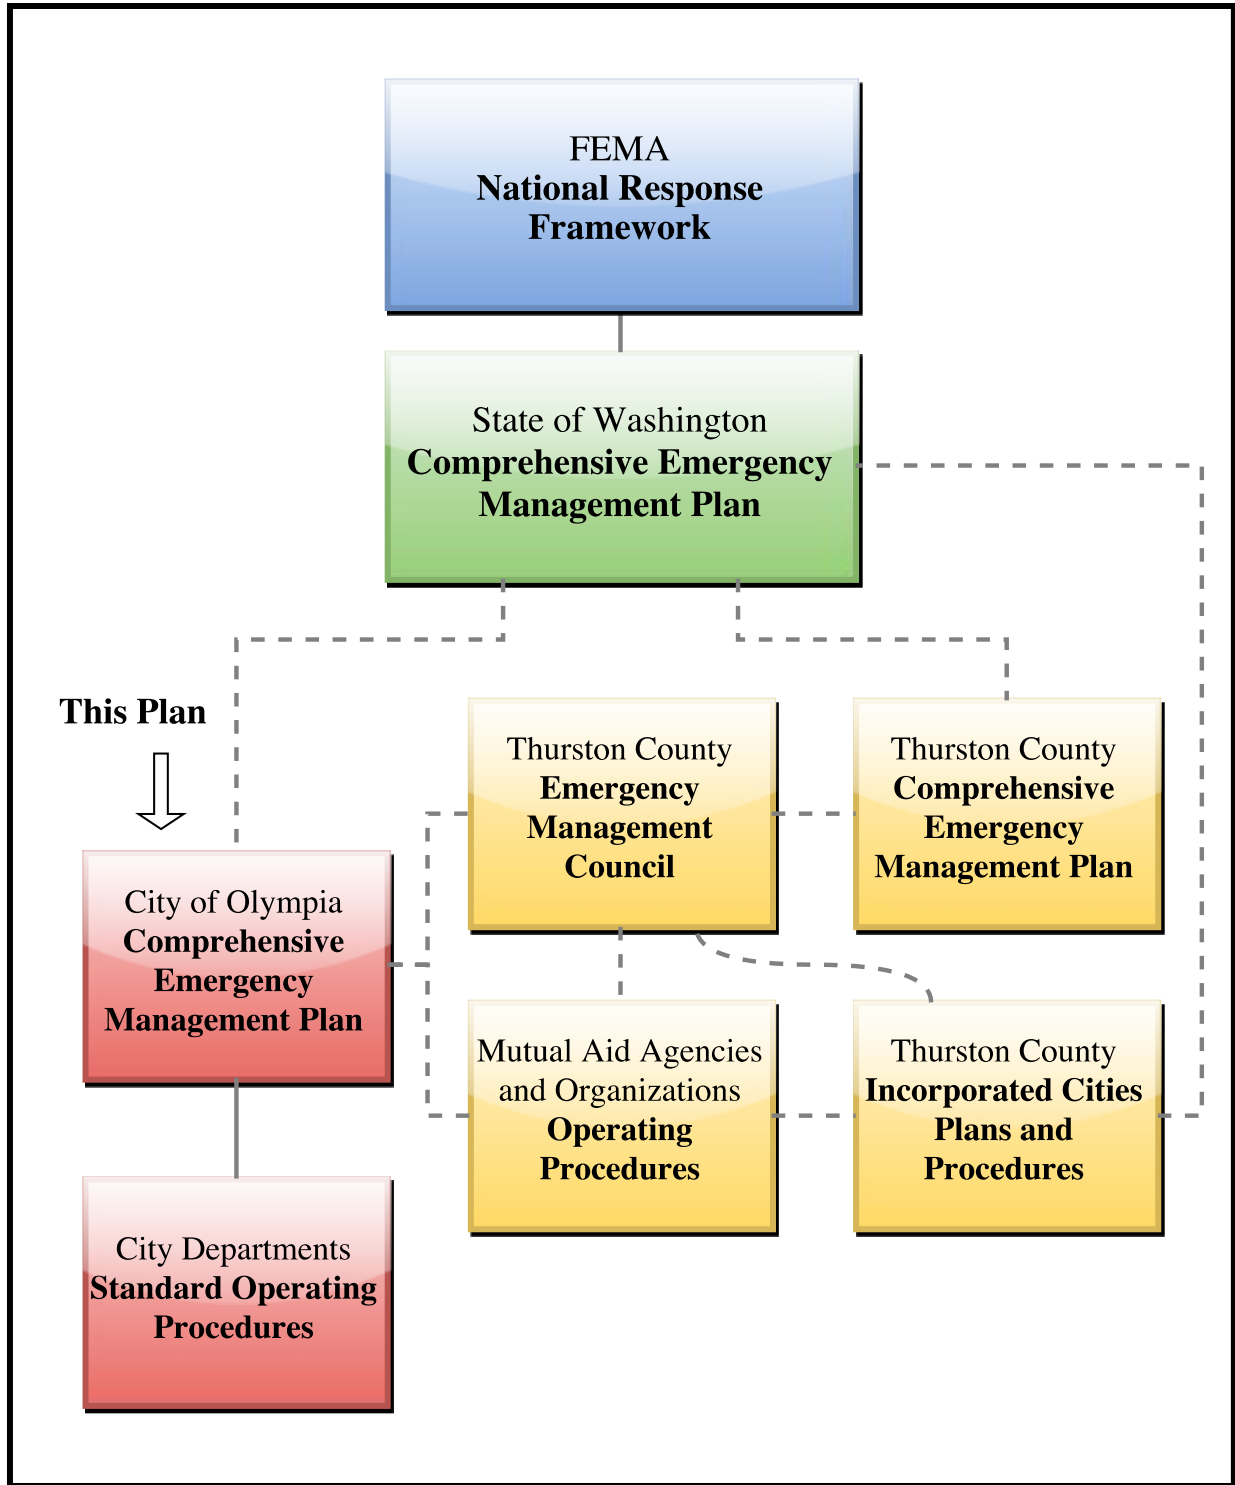 FEMA
National Response
Framework
State of Washington
Comprehensive Emergency
Management Plan
This Plan
Thurston County
Emergency
Management
Council
Thurston County
Comprehensive
Emergency
Management Plan
City of Olympia
Comprehensive
Emergency
Management Plan
Mutual Aid Agencies
and Organizations
Operating
Procedures
Thurston County
Incorporated Cities
Plans and
Procedures
City Departments
Standard Operating
Procedures